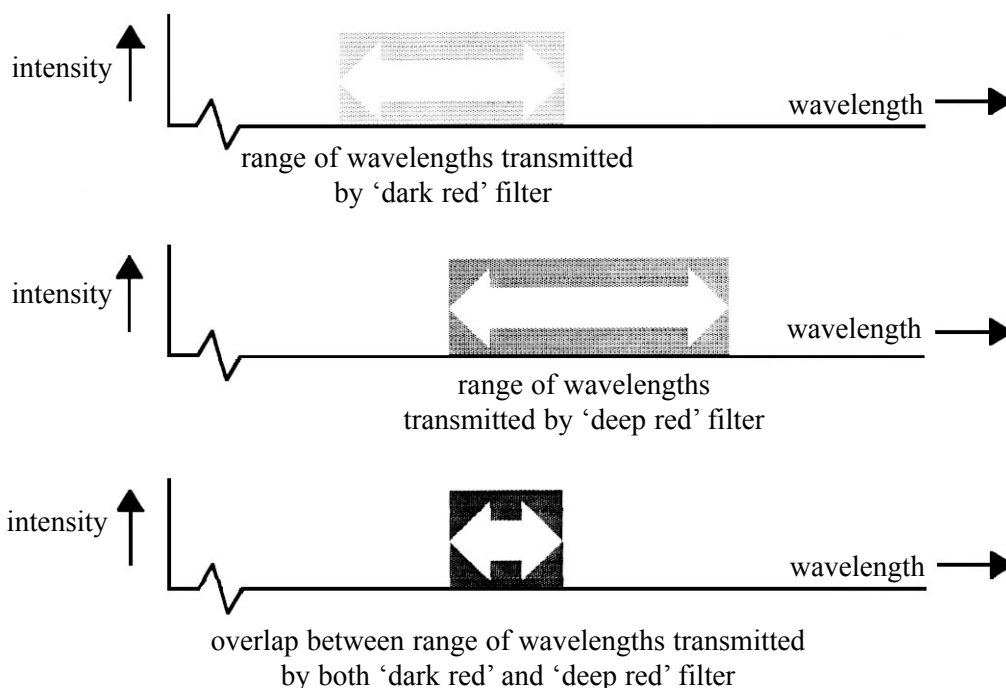 intensity
wavelength
range of wavelengths transmitted
by ‘dark red’ filter
intensity
wavelength
range of wavelengths
transmitted by ‘deep red’ filter
intensity
wavelength
overlap between range of wavelengths transmitted
by both ‘dark red’ and ‘deep red’ filter